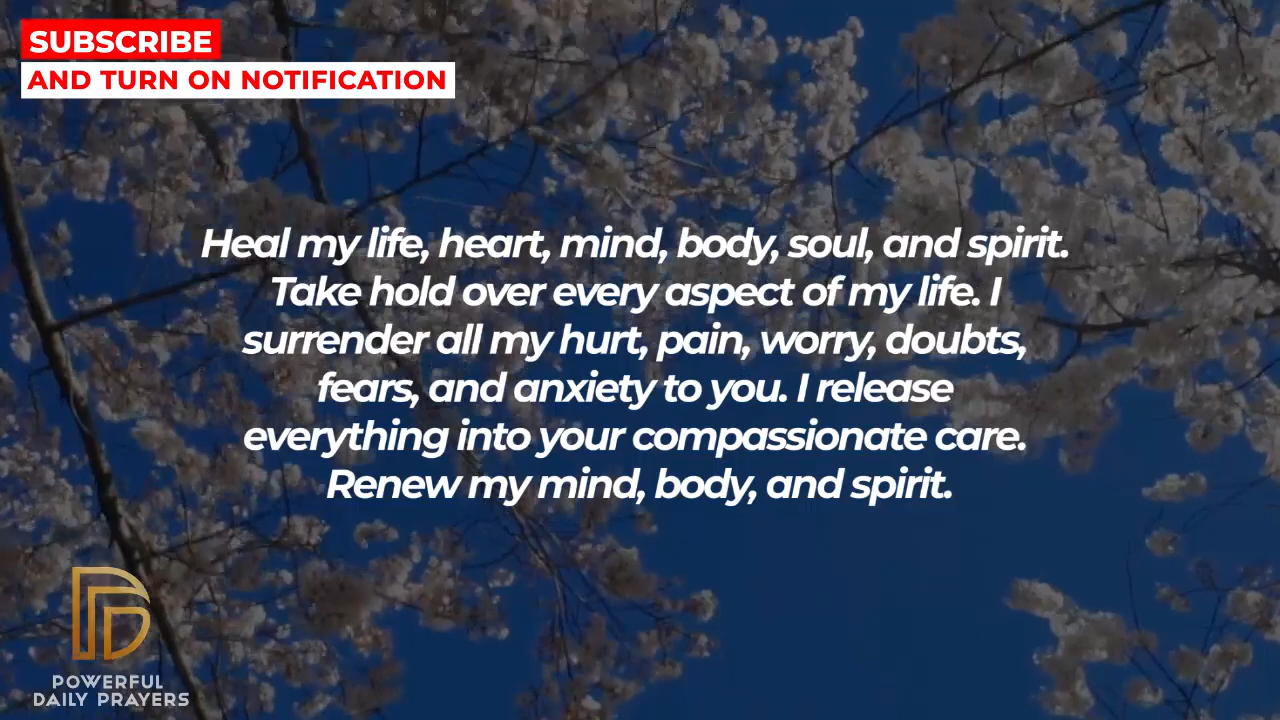 SUBSCRIBE
AND TURN ON NOTIFICATION
Heal my life, heart, mind, body, soul, and spirit.
Take hold over every aspect of my life. I
surrender all my hurt, pain, worry, doubts,
fears, and anxiety to you. I release
everything into your compassionate care.
Renew my mind, body, and spirit.
POWERFUL
DAILY PRAYERS